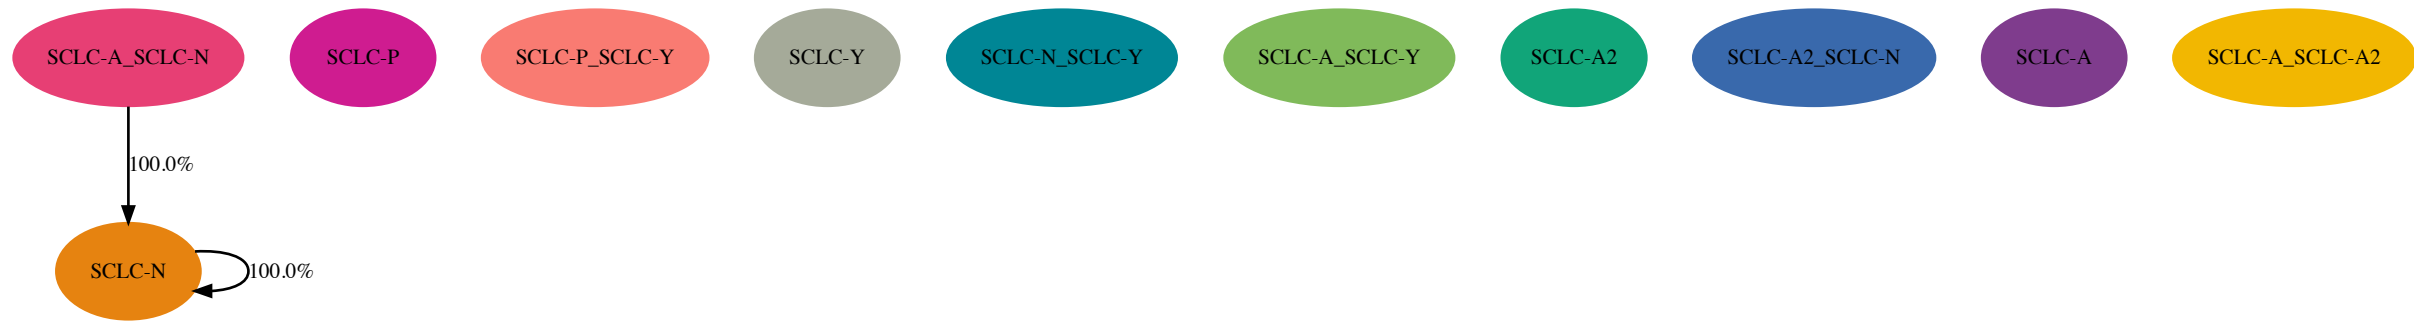 SCLC-A_SCLC-N
SCLC-P
SCLC-P_SCLC-Y
SCLC-Y
SCLC-N_SCLC-Y
SCLC-A_SCLC-Y
SCLC-A2
SCLC-A2_SCLC-N
SCLC-A
SCLC-A_SCLC-A2
100.0%
SCLC-N
100.0%